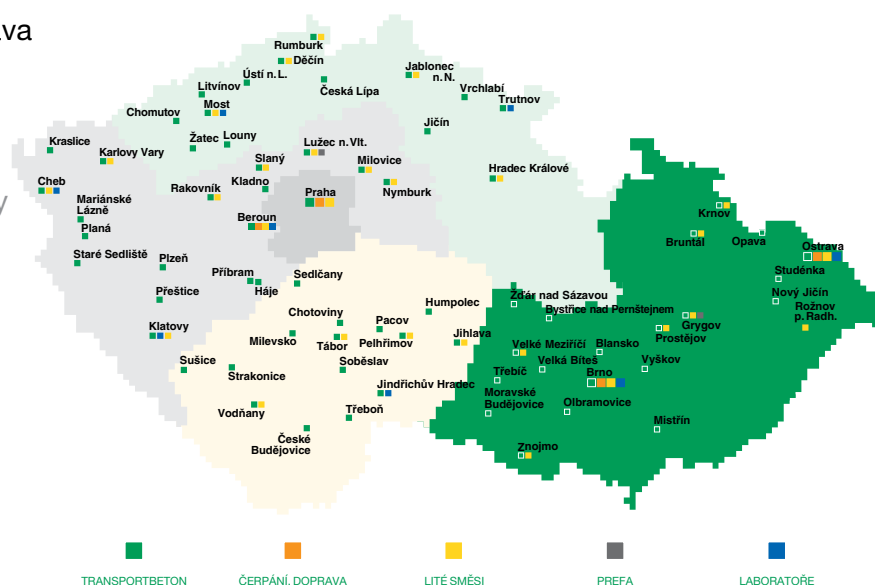 ava
Rumburk
Děčín
Jablonec
n. N.
Ústí n. L.
Česká Lípa
Vrchlabí
Litvínov
Trutnov
Most
Chomutov
Jičín
Žatec
Louny
Kraslice
Lužec n. Vlt.
Karlovy Vary
Slaný
Milovice
Hradec Králové
Cheb
Kladno
Rakovník
Praha
Nymburk
Mariánské
Lázně
Krnov
Beroun
Planá
Bruntál
Opava
Ostrava
Staré Sedliště
Plzeň
Studénka
Příbram
Háje
Sedlčany
Přeštice
Nový Jičín
Žďár nad Sázavou
Rožnov
p. Radh.
Humpolec
Bystřice nad Pernštejnem
Chotoviny
Klatovy
Pacov
Grygov
Milevsko
Tábor
Pelhřimov
Jihlava
Prostějov
Velké Meziříčí
Blansko
Sušice
Soběslav
Velká Bíteš
Vyškov
Strakonice
Třebíč
Brno
Jindřichův Hradec
Moravské
Budějovice
Olbramovice
Vodňany
Třeboň
Místřín
České
Budějovice
Znojmo
TRANSPORTBETON
ČERPÁNÍ, DOPRAVA
LITÉ SMĚSI
PREFA
LABORATOŘE